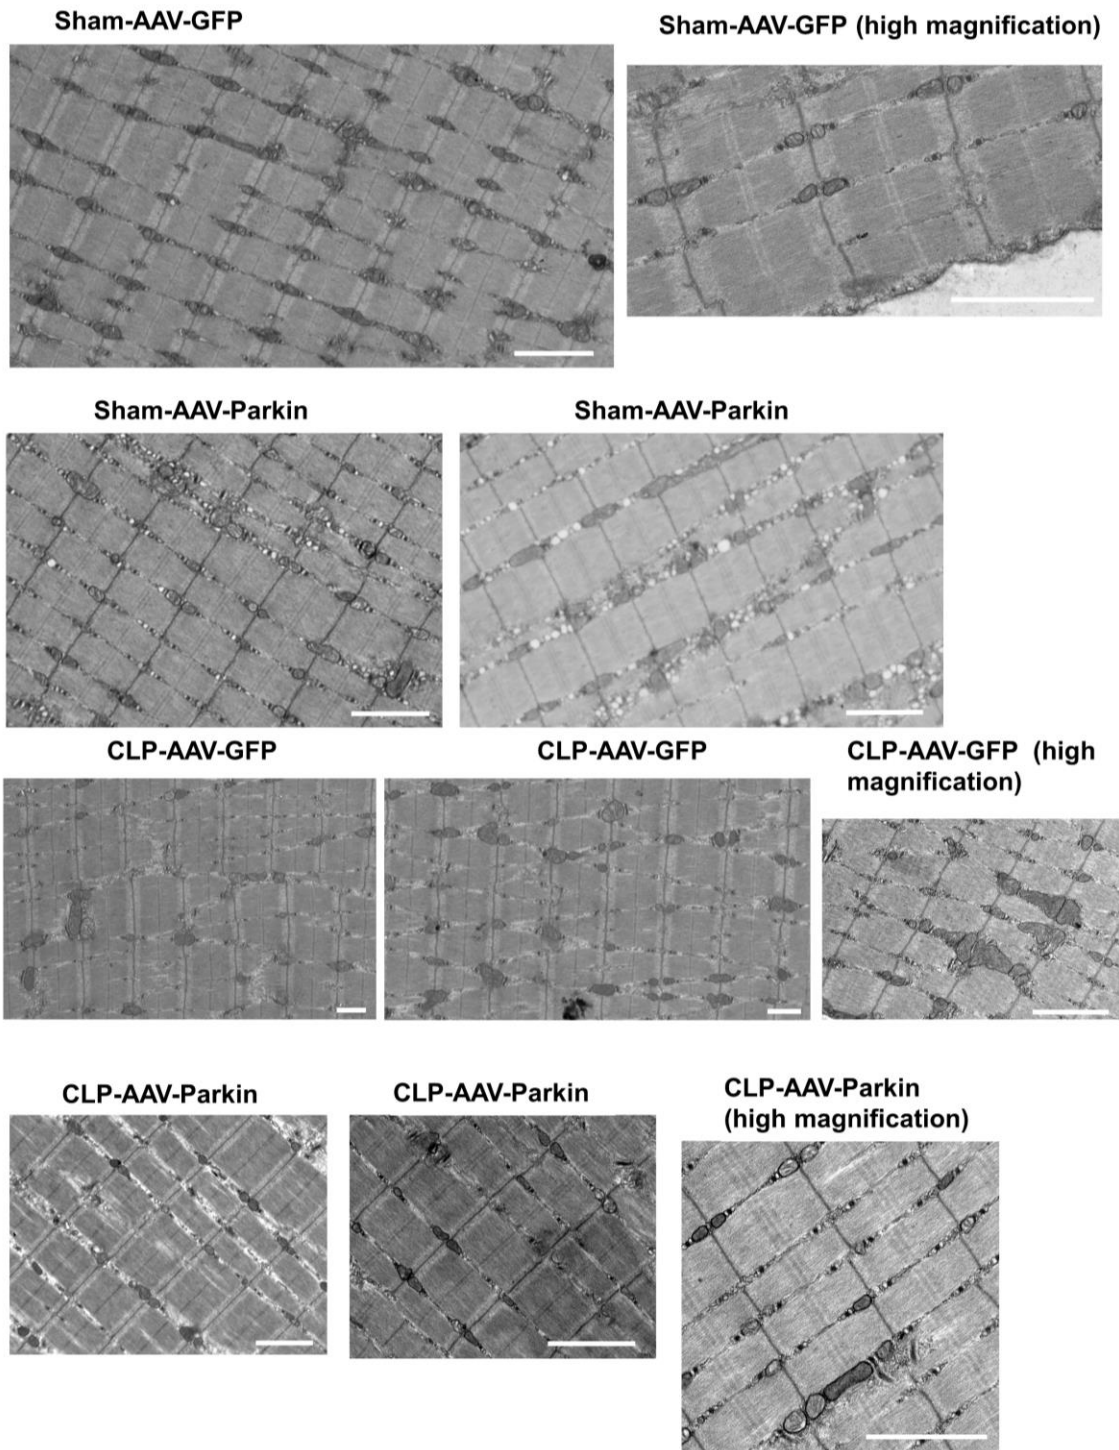 Sham-AAV-GFP
Sham-AAV-GFP (high magnification)
Sham-AAV-Parkin
Sham-AAV-Parkin
CLP-AAV-GFP
CLP-AAV-GFP
CLP-AAV-GFP (high
magnification)
CLP-AAV-Parkin
CLP-AAV-Parkin
CLP-AAV-Parkin
(high magnification)